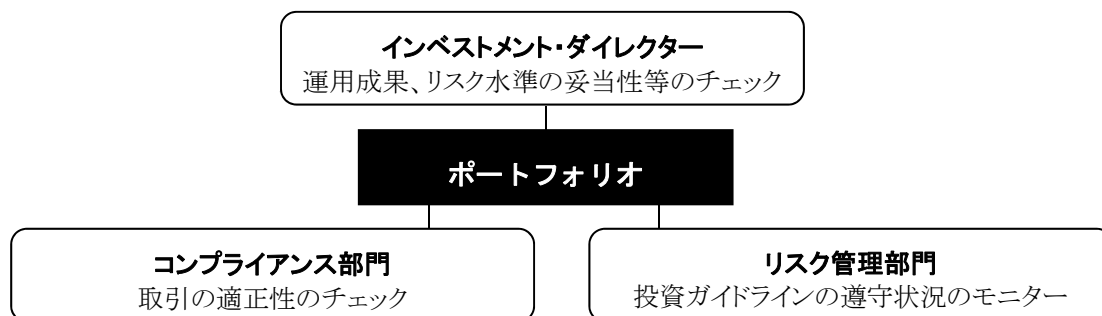 インベストメント・ダイレクター
運用成果、リスク水準の妥当性等のチェック
ポートフォリオ
コンプライアンス部門
取引の適正性のチェック
リスク管理部門
投資ガイドラインの遵守状況のモニター